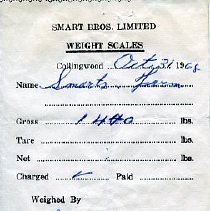 SMART BROS. LIMITED
WEIGHT SCALES
Collingwood Oct. 31 1968
Name Smarts Farm
Gross 1440 lbs.
Tare lbs.
Net lbs.
Charged Paid
Weighed By